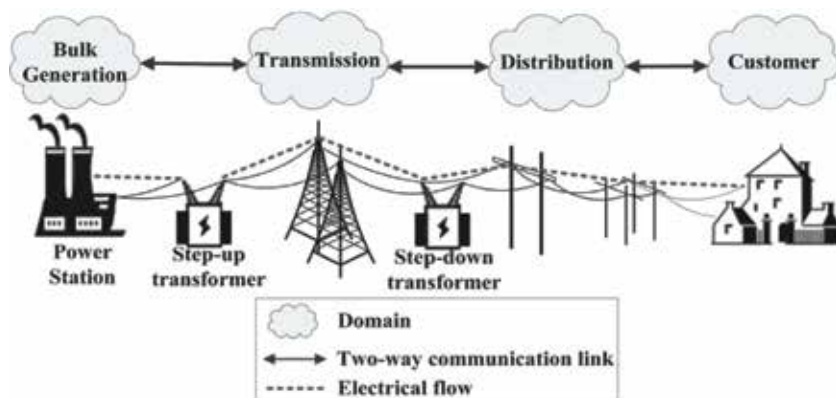 Bulk
Generation
Transmission
Distribution
Customer
Power
Station
Step-up
transformer
Step-down
transformer
Domain
Two-way communication link
Electrical flow